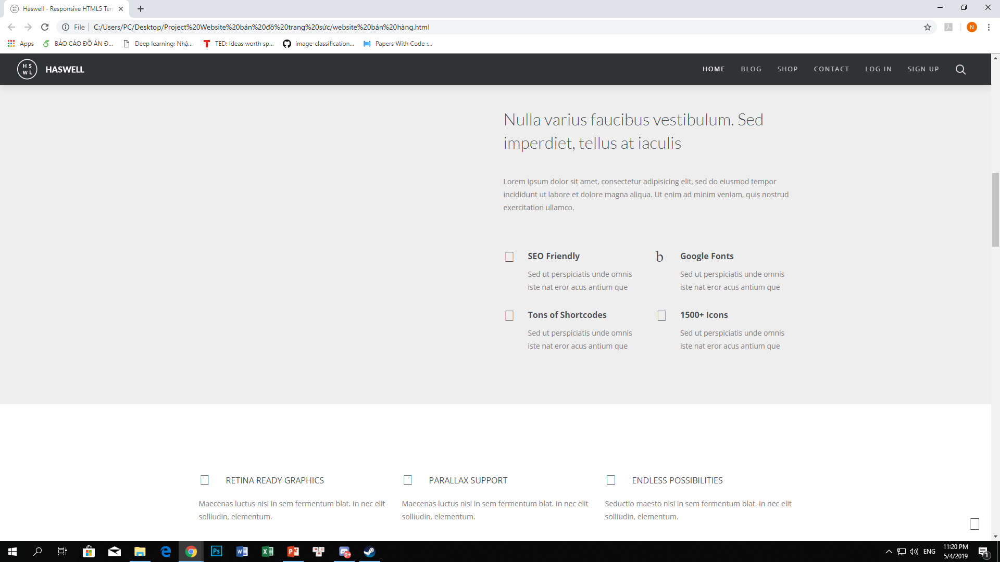 Haswell - Responsive HTML5 Tem
File
C:/Users/PC/Desktop/Project%20Website%20bán%20đồ%20trang%20sức/website%20bán%20hàng.html
N
Apps
BÁO CÁO ĐỒ ÁN Đ...
Deep learning: Nhậ...
TED: Ideas worth sp...
image-classification...
Papers With Code :...
H S
W L
HASWELL
HOME
BLOG
SHOP
CONTACT
LOG IN
SIGN UP
Nulla varius faucibus vestibulum. Sed
imperdiet, tellus at iaculis
Lorem ipsum dolor sit amet, consectetur adipisicing elit, sed do eiusmod tempor
incididunt ut labore et dolore magna aliqua. Ut enim ad minim veniam, quis nostrud
exercitation ullamco.
SEO Friendly
Sed ut perspiciatis unde omnis
iste nat eror acus antium que
b
Google Fonts
Sed ut perspiciatis unde omnis
iste nat eror acus antium que
Tons of Shortcodes
Sed ut perspiciatis unde omnis
iste nat eror acus antium que
1500+ Icons
Sed ut perspiciatis unde omnis
iste nat eror acus antium que
RETINA READY GRAPHICS
Maecenas luctus nisi in sem fermentum blat. In nec elit
solliudin, elementum.
PARALLAX SUPPORT
Maecenas luctus nisi in sem fermentum blat. In nec elit
solliudin, elementum.
ENDLESS POSSIBILITIES
Seductio maesto nisi in sem fermentum blat. In nec elit
solliudin, elementum.
Ps
9+
ENG
11:20 PM
5/4/2019
1